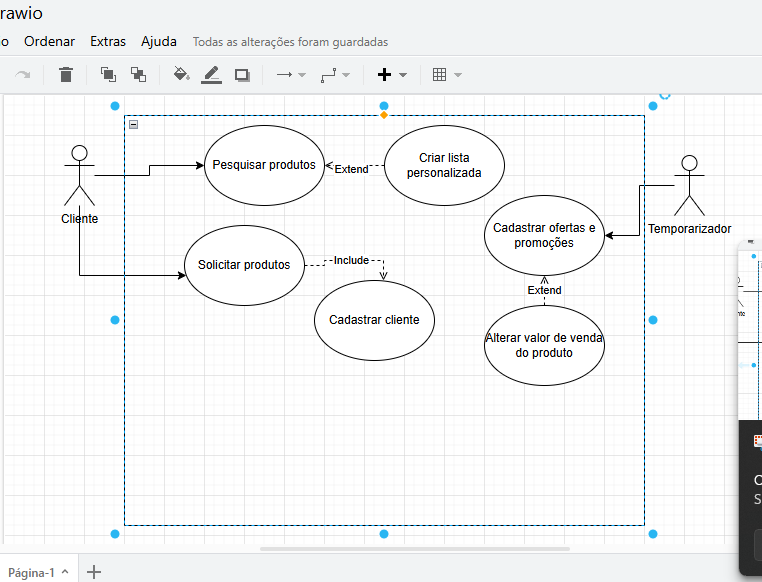 rawio
o Ordenar Extras Ajuda Todas as alterações foram guardadas
Pesquisar produtos
Extend
Criar lista
personalizada
Cliente
Cadastrar ofertas e
promoções
Temporarizador
Solicitar produtos
Include
Cadastrar cliente
Extend
Alterar valor de venda
do produto
Página-1